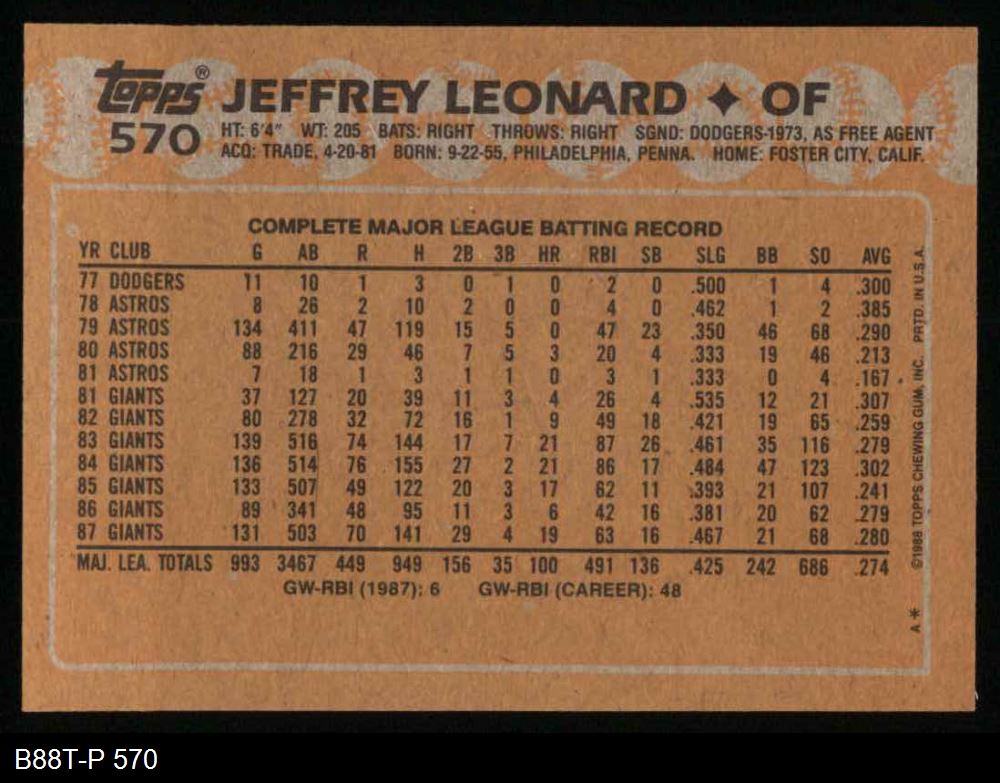 Topps® JEFFREY LEONARD ✦ OF
570 HT: 6'4" WT: 205 BATS: RIGHT THROWS: RIGHT SGND: DODGERS-1973, AS FREE AGENT
ACQ: TRADE, 4-20-81 BORN: 9-22-55, PHILADELPHIA, PENNA. HOME: FOSTER CITY, CALIF.
COMPLETE MAJOR LEAGUE BATTING RECORD
YR CLUB G AB R H 2B 3B HR RBI SB SLG BB SO AVG
77 DODGERS 11 10 1 3 0 1 0 2 0 .500 1 4 .300
78 ASTROS 8 26 2 10 2 0 0 4 0 .462 1 2 .385
79 ASTROS 134 411 47 119 15 5 0 47 23 .350 46 68 .290
80 ASTROS 88 216 29 46 7 5 3 20 4 .333 19 46 .213
81 ASTROS 7 18 1 3 1 1 0 3 1 .333 0 4 .167
81 GIANTS 37 127 20 39 11 3 4 26 4 .535 12 21 .307
82 GIANTS 80 278 32 72 16 1 9 49 18 .421 19 65 .259
83 GIANTS 139 516 74 144 17 7 21 87 26 .461 35 116 .279
84 GIANTS 136 514 76 155 27 2 21 86 17 .484 47 123 .302
85 GIANTS 133 507 49 122 20 3 17 62 11 .393 21 107 .241
86 GIANTS 89 341 48 95 11 3 6 42 16 .381 20 62 .279
87 GIANTS 131 503 70 141 29 4 19 63 16 .467 21 68 .280
MAJ. LEA. TOTALS 993 3467 449 949 156 35 100 491 136 .425 242 686 .274
GW-RBI (1987): 6 GW-RBI (CAREER): 48
A* ©1988 TOPPS CHEWING GUM, INC. PRTD. IN U.S.A.
B88T-P 570